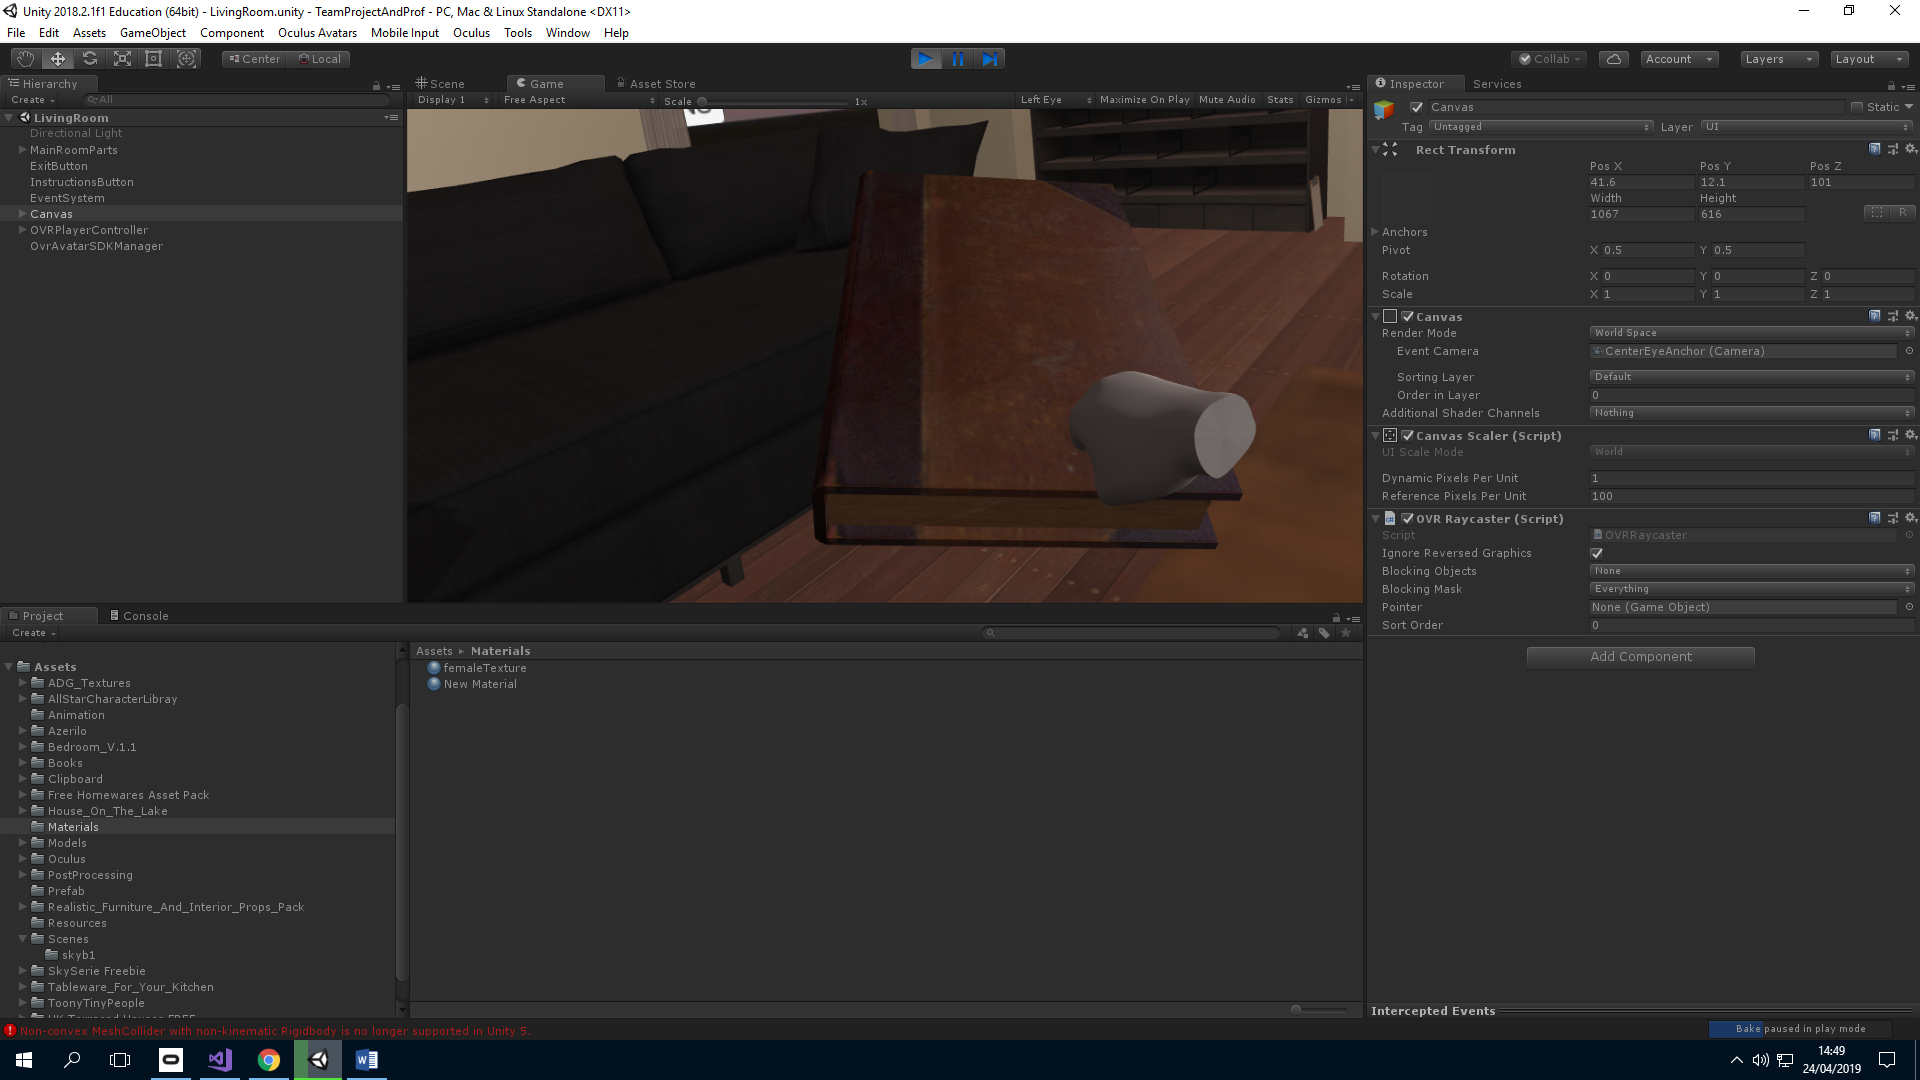 Unity 2018.2.1f1 Education (64bit) - LivingRoom.unity - TeamProjectAndProf - PC, Mac & Linux Standalone <DX11>
File Edit Assets GameObject Component Oculus Avatars Mobile Input Oculus Tools Window Help
Center Local Collab Account Layers Layout
Hierarchy
Create All
LivingRoom
Directional Light
MainRoomParts
ExitButton
InstructionsButton
EventSystem
Canvas
OVRPlayerController
OvrAvatarSDKManager
Scene Game Asset Store
Display 1 Free Aspect Scale 1x Left Eye Maximize On Play Mute Audio Stats Gizmos
Inspector Services
Canvas Static
Tag Untagged Layer UI
Rect Transform
Pos X Pos Y Pos Z
41.6 12.1 101
Width Height
1067 616 R
Anchors
Pivot X 0.5 Y 0.5
Rotation X 0 Y 0 Z 0
Scale X 1 Y 1 Z 1
Canvas
Render Mode World Space
Event Camera CenterEyeAnchor (Camera)
Sorting Layer Default
Order in Layer 0
Additional Shader Channels Nothing
Canvas Scaler (Script)
UI Scale Mode World
Dynamic Pixels Per Unit 1
Reference Pixels Per Unit 100
OVR Raycaster (Script)
Script OVRRaycaster
Ignore Reversed Graphics
Blocking Objects None
Blocking Mask Everything
Pointer None (Game Object)
Sort Order 0
Add Component
Intercepted Events
Project Console
Create
Assets
ADG_Textures
AllStarCharacterLibray
Animation
Azerilo
Bedroom_V.1.1
Books
Clipboard
Free Homewares Asset Pack
House_On_The_Lake
Materials
Models
Oculus
PostProcessing
Prefab
Realistic_Furniture_And_Interior_Props_Pack
Resources
Scenes
skyb1
SkySerie Freebie
Tableware_For_Your_Kitchen
ToonyTinyPeople
Assets Materials
femaleTexture
New Material
Non-convex MeshCollider with non-kinematic Rigidbody is no longer supported in Unity 5.
Bake paused in play mode
14:49
24/04/2019